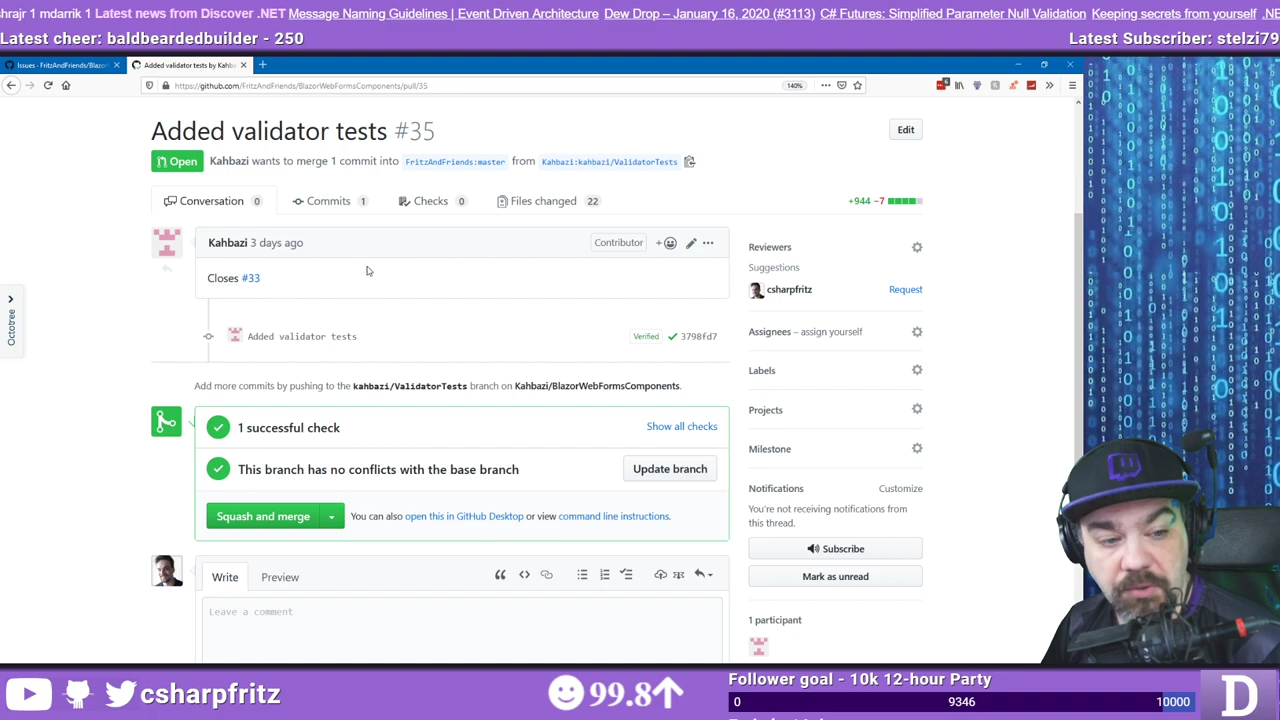 shrajr 1 mdarrik 1 Latest news from Discover .NET Message Naming Guidelines | Event Driven Architecture Dew Drop – January 16, 2020 (#3113) C# Futures: Simplified Parameter Null Validation Keeping secrets from yourself .NE
Latest cheer: baldbeardedbuilder - 250
Latest Subscriber: stelzi79
Issues · FritzAndFriends/Blazor
Added validator tests by Kahb
https://github.com/FritzAndFriends/BlazorWebFormsComponents/pull/35
140%
Added validator tests #35
Edit
Open
Kahbazi wants to merge 1 commit into FritzAndFriends:master from Kahbazi:kahbazi/ValidatorTests
Conversation 0
Commits 1
Checks 0
Files changed 22
+944 −7
Kahbazi 3 days ago
Contributor
Closes #33
Added validator tests
Verified
3798fd7
Add more commits by pushing to the kahbazi/ValidatorTests branch on Kahbazi/BlazorWebFormsComponents.
1 successful check
Show all checks
This branch has no conflicts with the base branch
Update branch
Squash and merge
You can also open this in GitHub Desktop or view command line instructions.
Write
Preview
Leave a comment
Octotree
Reviewers
Suggestions
csharpfritz
Request
Assignees – assign yourself
Labels
Projects
Milestone
Notifications
Customize
You're not receiving notifications from
this thread.
Subscribe
Mark as unread
1 participant
csharpfritz
99.8
Follower goal - 10k 12-hour Party
0
9346
10000